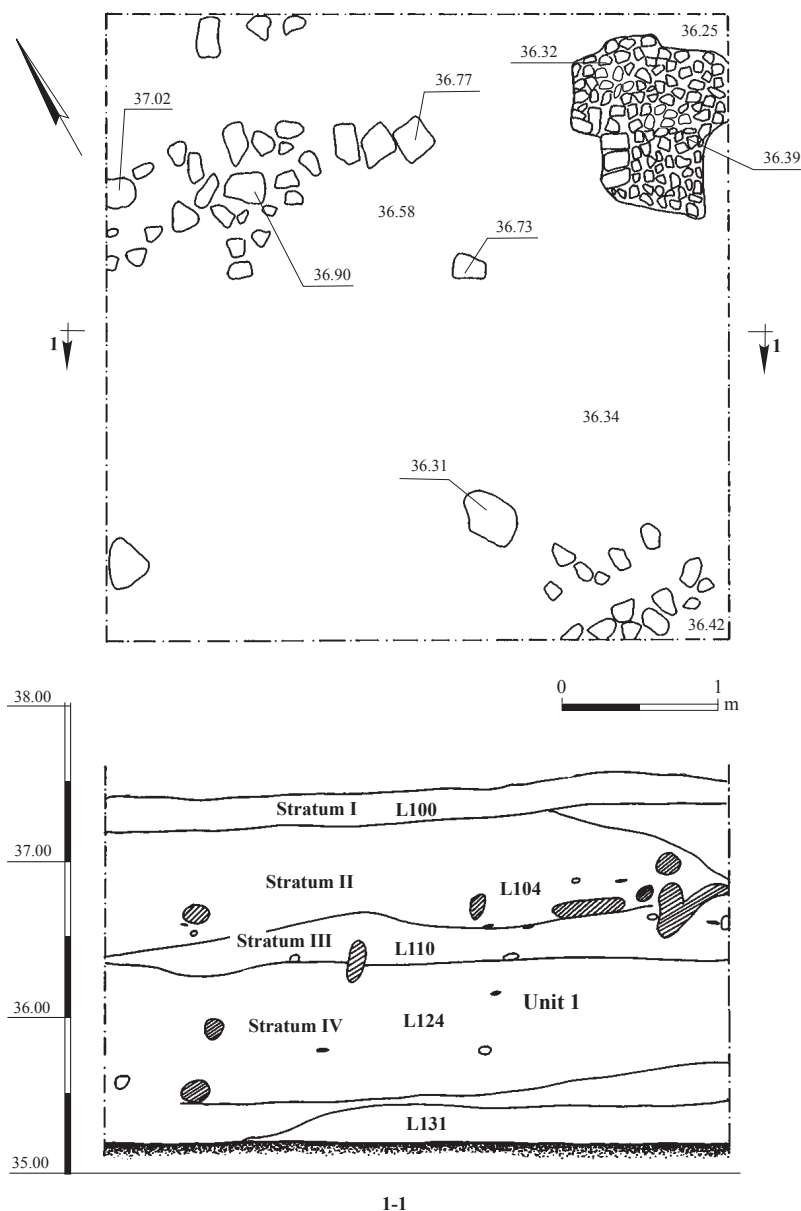 36.25
36.32
36.77
37.02
36.39
36.58
36.73
36.90
1 1
36.34
36.31
36.42
38.00
0 1
m
Stratum I L100
37.00
Stratum II L104
Stratum III L110
Unit 1
36.00
Stratum IV L124
L131
35.00
1-1